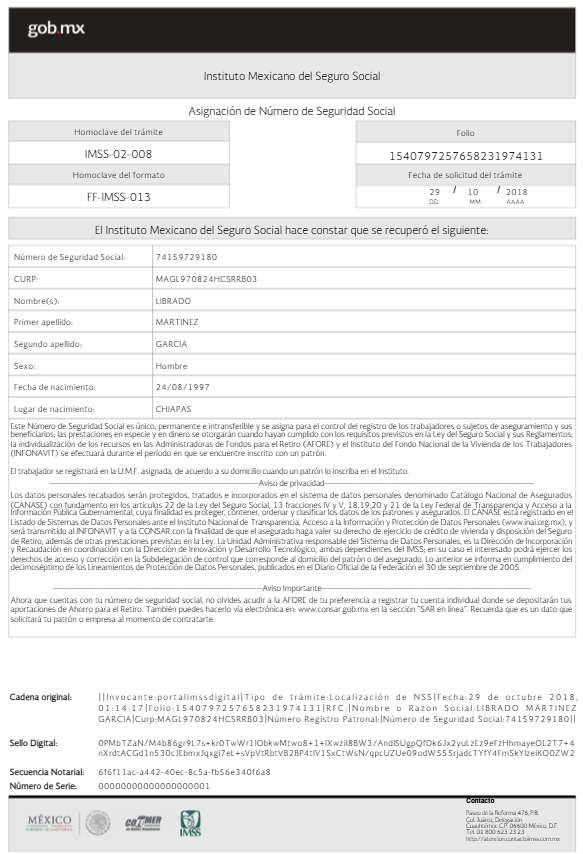 gob.mx
Instituto Mexicano del Seguro Social
Asignación de Número de Seguridad Social
Homoclave del trámite
IMSS-02-008
Homoclave del formato
FF-IMSS-013
Folio
1540797257658231974131
Fecha de solicitud del trámite
29 / 10 / 2018
DD MM AAAA
El Instituto Mexicano del Seguro Social hace constar que se recuperó el siguiente:
Número de Seguridad Social: 74159729180
CURP: MAGL970824HCSRRB03
Nombre(s): LIBRADO
Primer apellido: MARTINEZ
Segundo apellido: GARCIA
Sexo: Hombre
Fecha de nacimiento: 24/08/1997
Lugar de nacimiento: CHIAPAS
Este Número de Seguridad Social es único, permanente e intransferible y se asigna para el control del registro de los trabajadores o sujetos de aseguramiento y sus
beneficiarios; las prestaciones en especie y en dinero se otorgarán cuando hayan cumplido con los requisitos previstos en la Ley del Seguro Social y sus Reglamentos;
la individualización de los recursos en las Administradoras de Fondos para el Retiro (AFORE) y el Instituto del Fondo Nacional de la Vivienda de los Trabajadores
(INFONAVIT) se efectuará durante el período en que se encuentre inscrito con un patrón.
El trabajador se registrará en la U.M.F. asignada, de acuerdo a su domicilio cuando un patrón lo inscriba en el Instituto.
Aviso de privacidad
Los datos personales recabados serán protegidos, tratados e incorporados en el sistema de datos personales denominado Catálogo Nacional de Asegurados
(CANASE) con fundamento en los artículos 22 de la Ley del Seguro Social, 13 fracciones IV y V, 18,19,20 y 21 de la Ley Federal de Transparencia y Acceso a la
Información Pública Gubernamental, cuya finalidad es proteger, contener, ordenar y clasificar los datos de los patrones y asegurados. El CANASE está registrado en el
Listado de Sistemas de Datos Personales ante el Instituto Nacional de Transparencia, Acceso a la Información y Protección de Datos Personales (www.inai.org.mx), y
será transmitido al INFONAVIT y a la CONSAR con la finalidad de que el asegurado haga valer su derecho de ejercicio de crédito de vivienda y disposición del Seguro
de Retiro, además de otras prestaciones previstas en la Ley. La Unidad Administrativa responsable del Sistema de Datos Personales, es la Dirección de Incorporación
y Recaudación en coordinación con la Dirección de Innovación y Desarrollo Tecnológico, ambas dependientes del IMSS; en su caso el interesado podrá ejercer los
derechos de acceso y corrección en la Subdelegación de control que corresponde al domicilio del patrón o del asegurado. Lo anterior se informa en cumplimiento del
decimoséptimo de los Lineamientos de Protección de Datos Personales, publicados en el Diario Oficial de la Federación el 30 de septiembre de 2005.
Aviso Importante
Ahora que cuentas con tu número de seguridad social, no olvides acudir a la AFORE de tu preferencia a registrar tu cuenta individual donde se depositarán tus
aportaciones de Ahorro para el Retiro. También puedes hacerlo vía electrónica en: www.consar.gob.mx en la sección "SAR en línea". Recuerda que es un dato que
solicitará tu patrón o empresa al momento de contratarte.
Cadena original: ||Invocante:portalimssdigital|Tipo de trámite:Localización de NSS|Fecha:29 de octubre 2018,
01:14:17|Folio:1540797257658231974131|RFC:|Nombre o Razon Social:LIBRADO MARTINEZ
GARCIA|Curp:MAGL970824HCSRRB03|Número Registro Patronal:|Número de Seguridad Social:74159729180||
Sello Digital:
Secuencia Notarial: 6f6f11ac-a442-40ec-8c5a-fb56e340f6a8
Número de Serie: 00000000000000000001
MÉXICO
GOBIERNO DE LA REPÚBLICA
COFEMER
IMSS
Contacto
Paseo de la Reforma 476, P.B.
Col. Juárez, Delegación
Cuauhtémoc C.P. 06600 México, D.F.
Tel. 01 800 623 23 23
http://atencion.contactoimss.com.mx